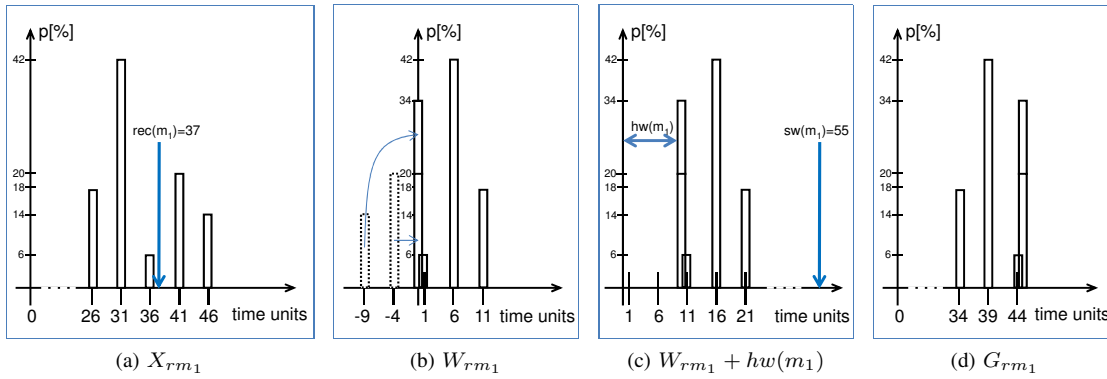 p[%]
42
20
18
14
6
rec(m1)=37
0
26 31 36 41 46 time units
(a) Xrm1
p[%]
42
34
20
18
14
6
-9 -4 1 6 11 time units
(b) Wrm1
p[%]
42
34
20
18
14
6
hw(m1)
sw(m1)=55
1 6 11 16 21 time units
(c) Wrm1 + hw(m1)
p[%]
42
34
20
18
14
6
0
34 39 44 time units
(d) Grm1